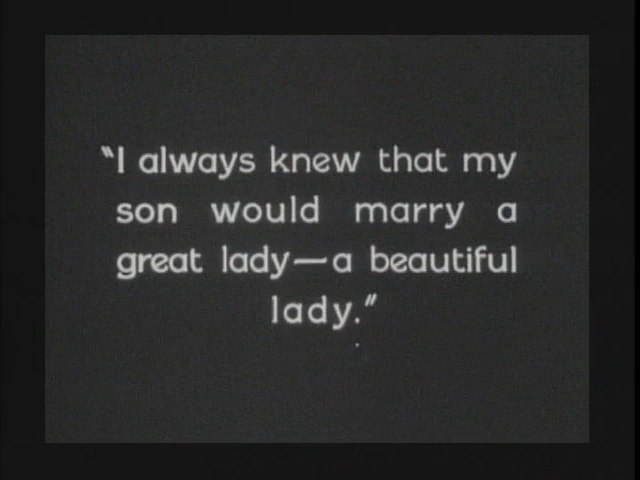 "I always knew that my
son would marry a
great lady—a beautiful
lady."